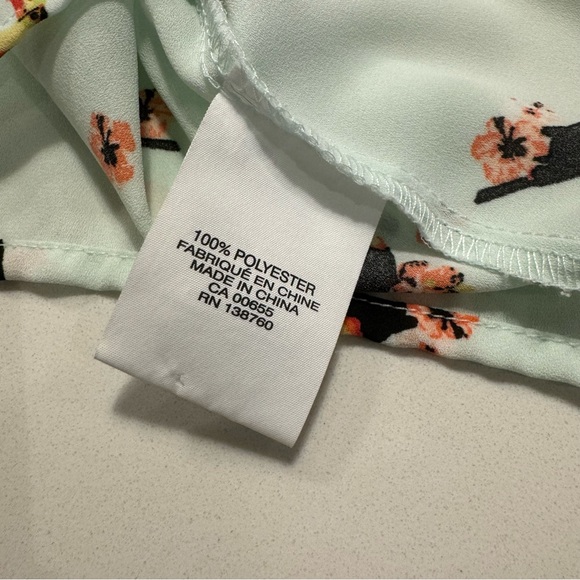 100% POLYESTER
FABRIQUÉ EN CHINE
MADE IN CHINA
CA 00655
RN 138760